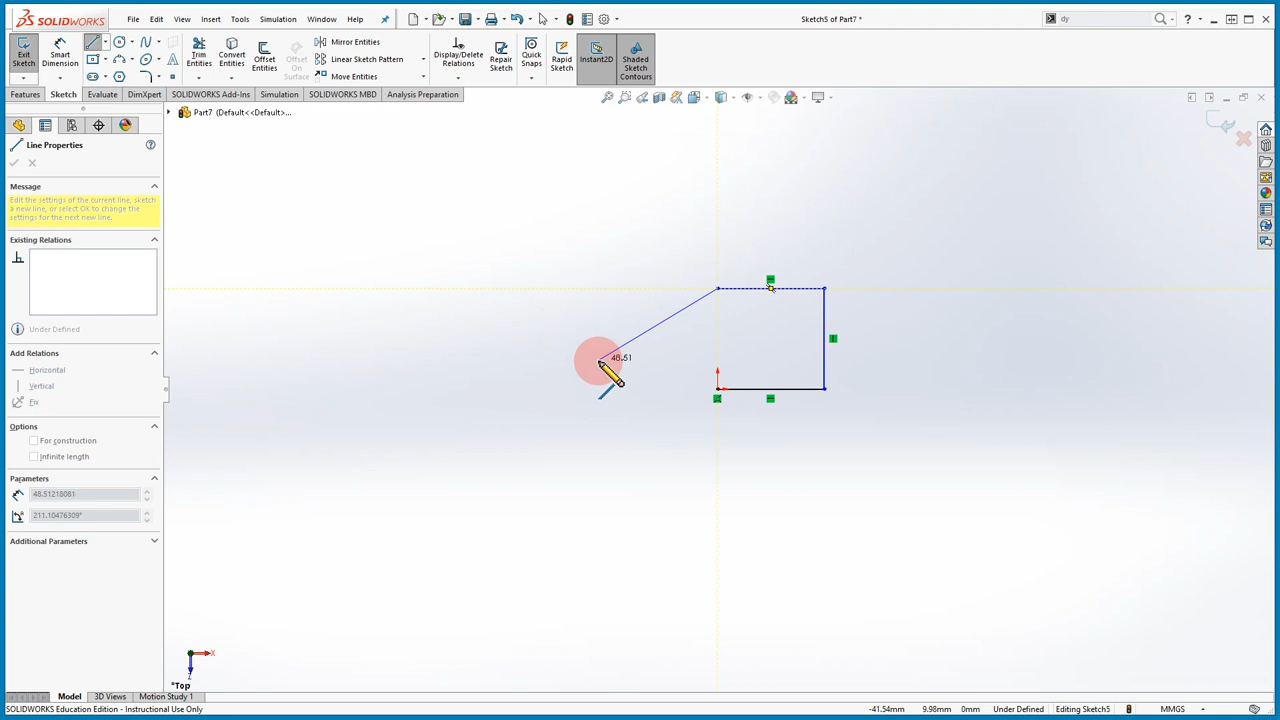 SOLIDWORKS
File
Edit
View
Insert
Tools
Simulation
Window
Help
Sketch5 of Part7 *
dy
Exit Sketch
Smart Dimension
Trim Entities
Convert Entities
Offset Entities
Offset On Surface
Mirror Entities
Linear Sketch Pattern
Move Entities
Display/Delete Relations
Repair Sketch
Quick Snaps
Rapid Sketch
Instant2D
Shaded Sketch Contours
Features
Sketch
Evaluate
DimXpert
SOLIDWORKS Add-Ins
Simulation
SOLIDWORKS MBD
Analysis Preparation
Part7 (Default<<Default>...
Line Properties
Message
Edit the settings of the current line, sketch
a new line, or select OK to change the
settings for the next new line.
Existing Relations
Under Defined
Add Relations
Horizontal
Vertical
Fix
Options
For construction
Infinite length
Parameters
48.51218081
211.10476309°
Additional Parameters
48.51
X
Z
*Top
Model
3D Views
Motion Study 1
SOLIDWORKS Education Edition - Instructional Use Only
-41.54mm
9.98mm
0mm
Under Defined
Editing Sketch5
MMGS